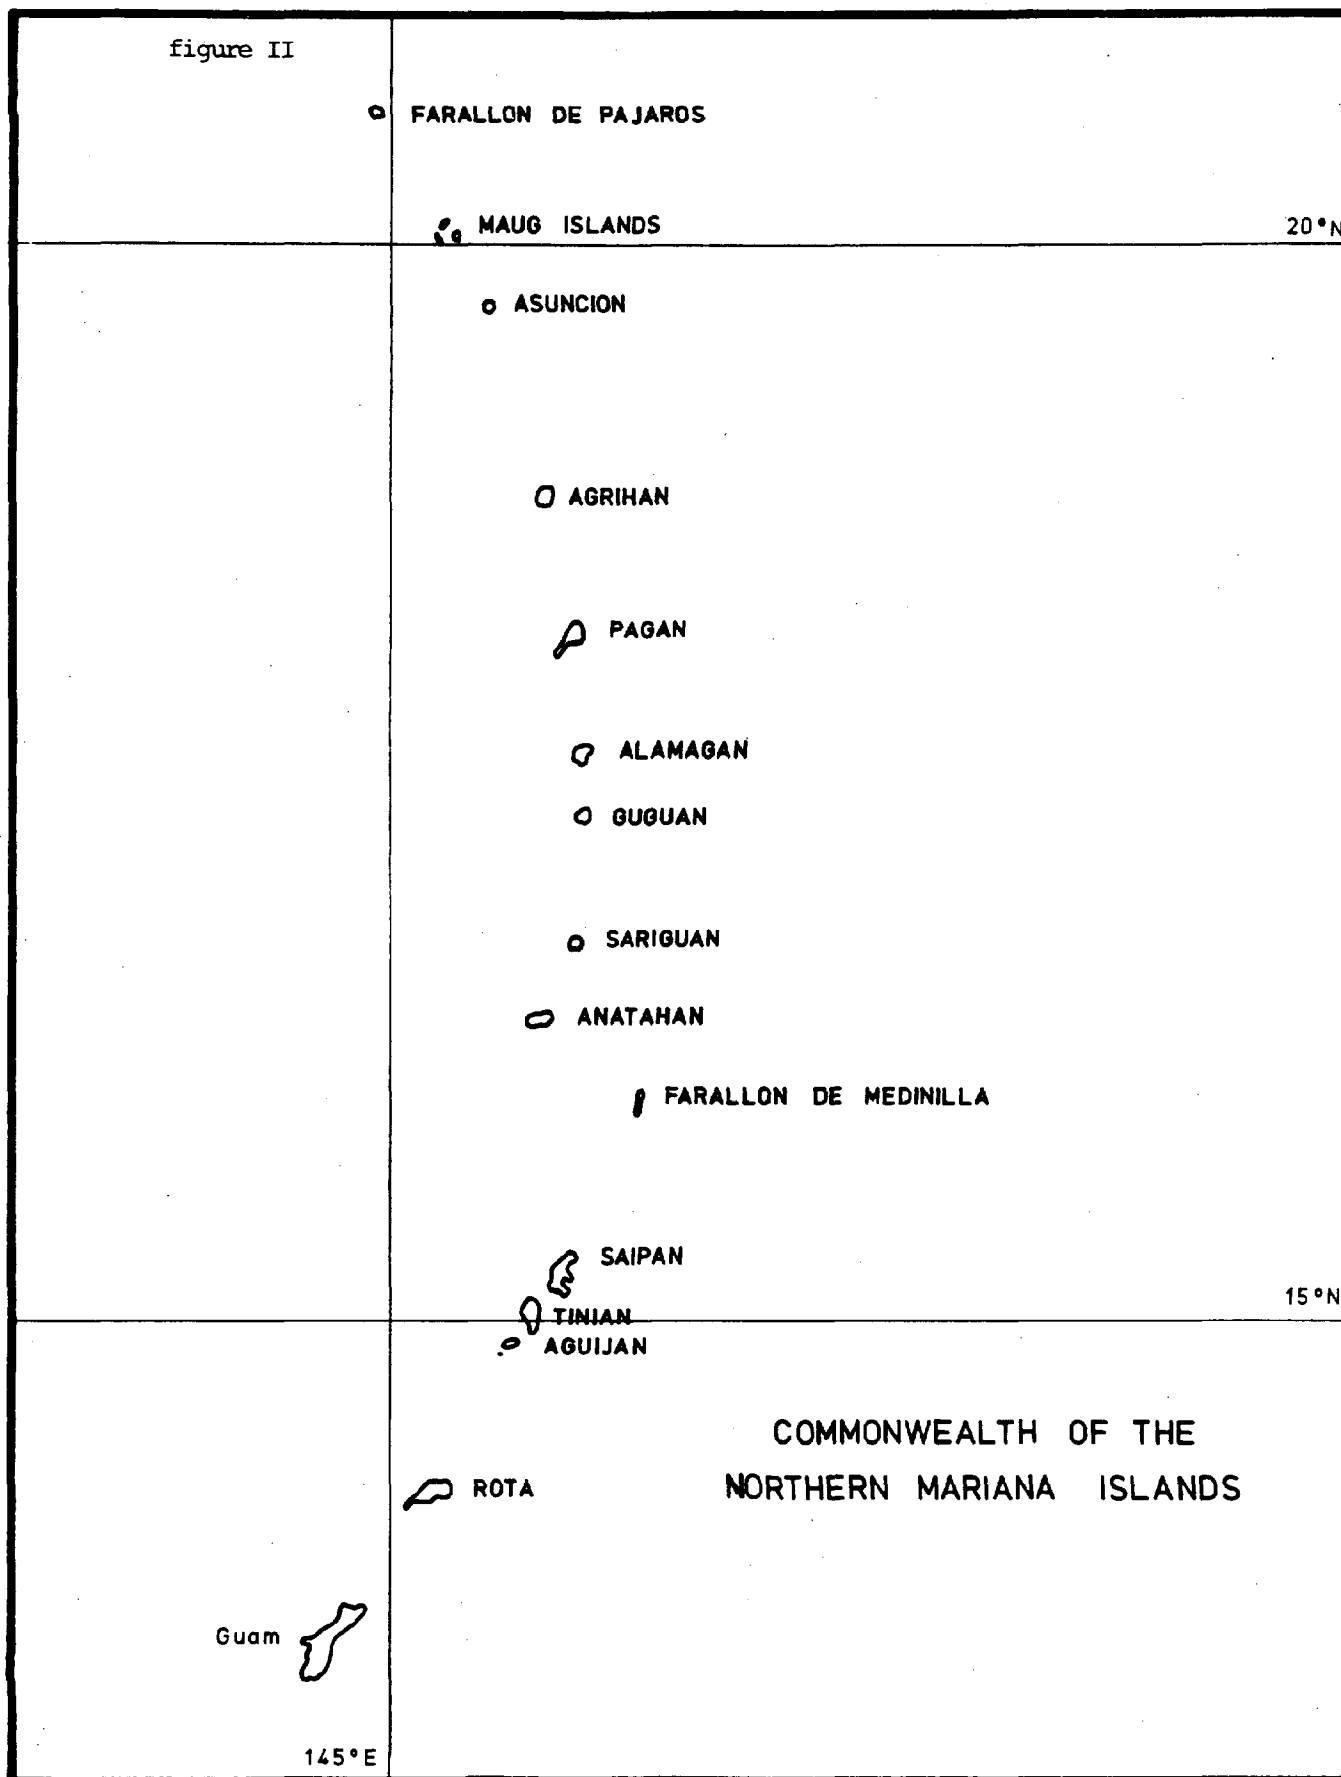 figure II
FARALLON DE PAJAROS
MAUG ISLANDS
20°N
ASUNCION
AGRIHAN
PAGAN
ALAMAGAN
GUGUAN
SARIGUAN
ANATAHAN
FARALLON DE MEDINILLA
SAIPAN
15°N
TINIAN
AGUIJAN
COMMONWEALTH OF THE
NORTHERN MARIANA ISLANDS
ROTA
Guam
145°E